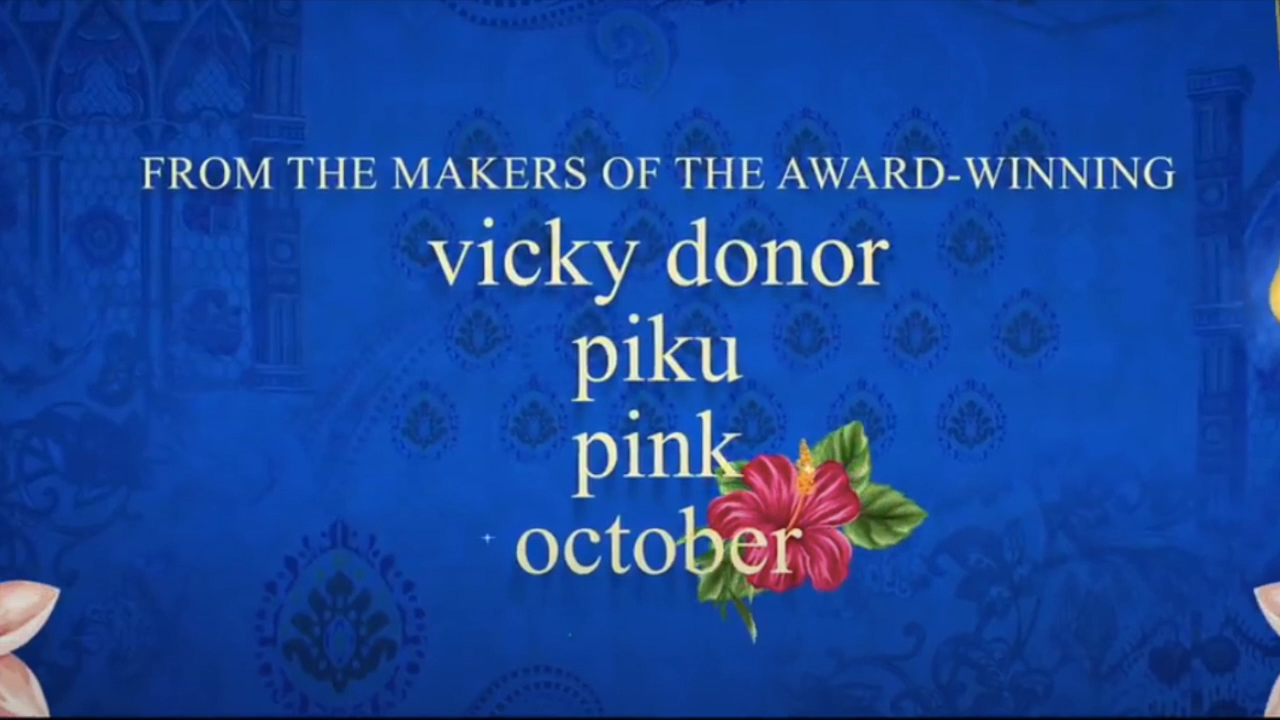 FROM THE MAKERS OF THE AWARD-WINNING
vicky donor
piku
pink
october